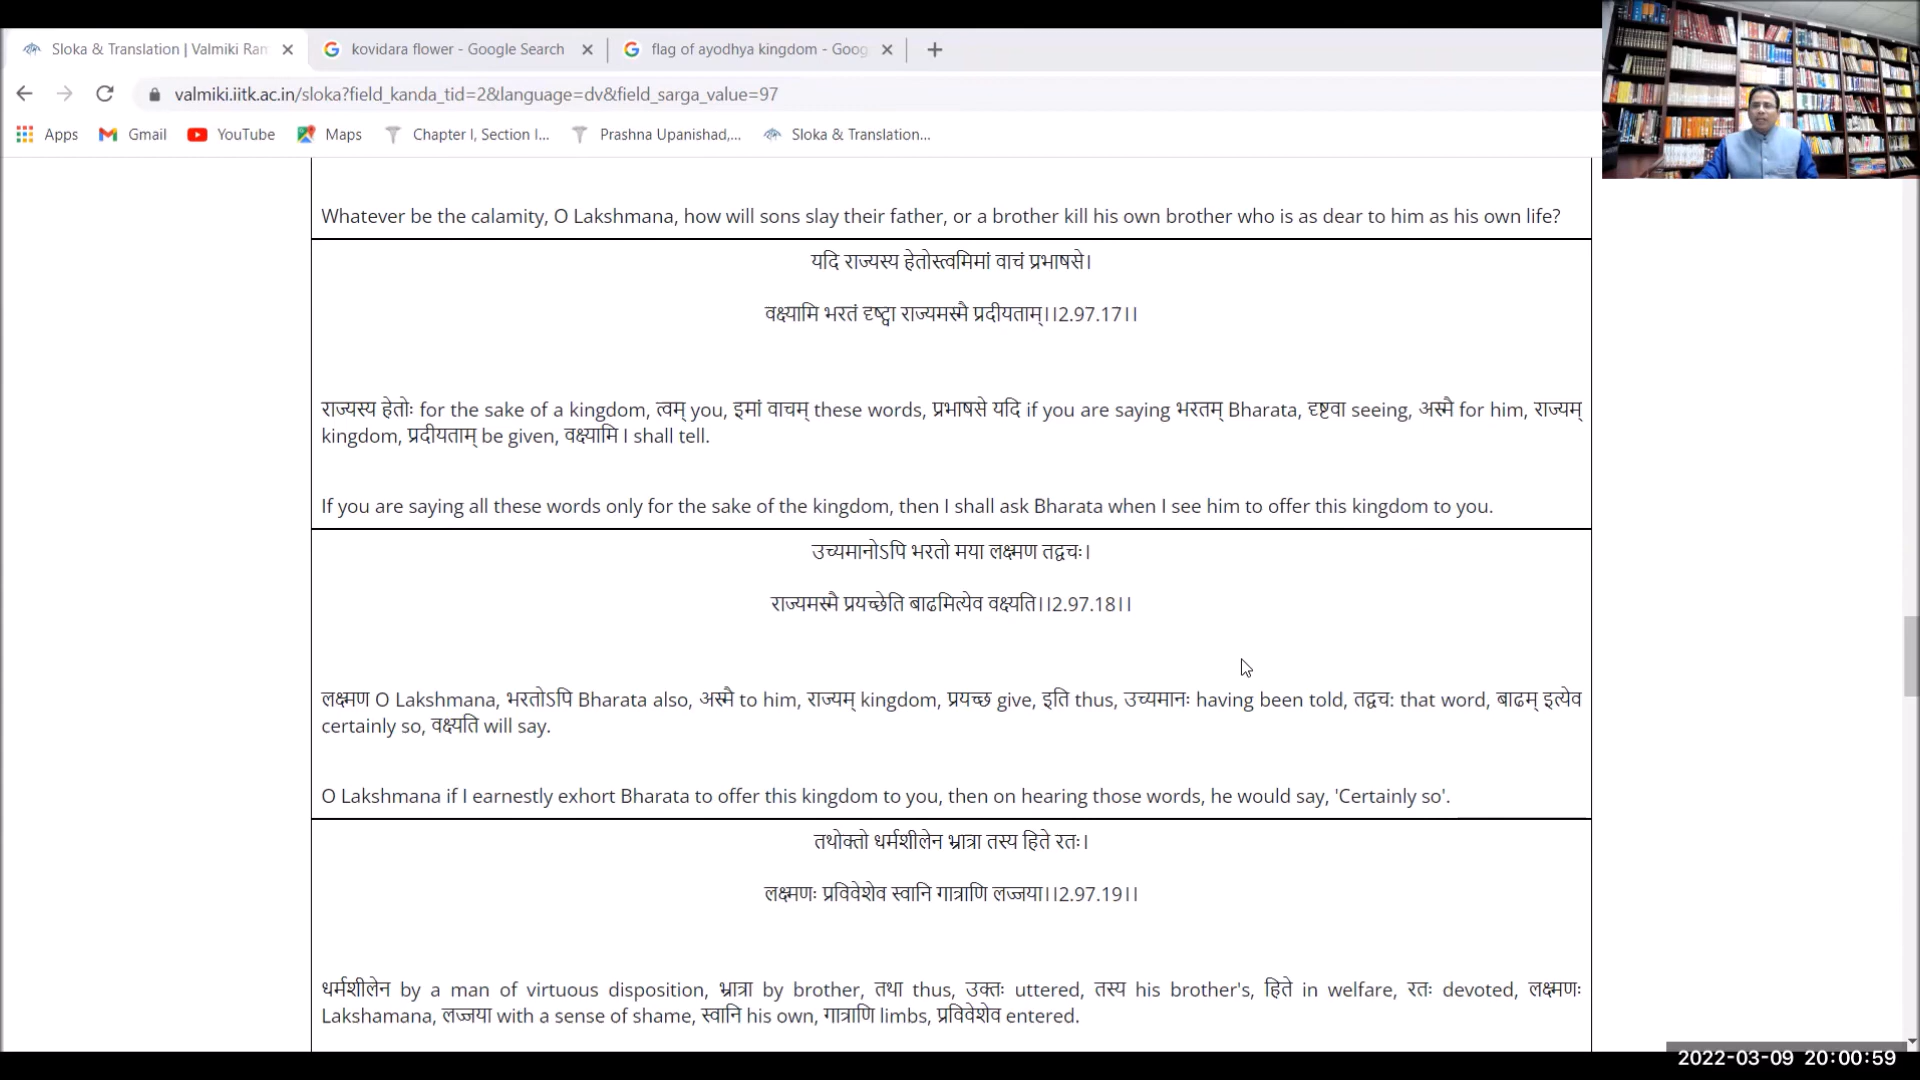 Sloka & Translation | Valmiki Ram
kovidara flower - Google Search
flag of ayodhya kingdom - Goog
valmiki.iitk.ac.in/sloka?field_kanda_tid=2&language=dv&field_sarga_value=97
Apps
Gmail
YouTube
Maps
Chapter I, Section I...
Prashna Upanishad,...
Sloka & Translation...
Whatever be the calamity, O Lakshmana, how will sons slay their father, or a brother kill his own brother who is as dear to him as his own life?
यदि राज्यस्य हेतोस्त्वमिमां वाचं प्रभाषसे।
वक्ष्यामि भरतं दृष्ट्वा राज्यमस्मै प्रदीयताम्।।2.97.17।।
राज्यस्य हेतोः for the sake of a kingdom, त्वम् you, इमां वाचम् these words, प्रभाषसे यदि if you are saying भरतम् Bharata, दृष्टवा seeing, अस्मै for him, राज्यम्
kingdom, प्रदीयताम् be given, वक्ष्यामि I shall tell.
If you are saying all these words only for the sake of the kingdom, then I shall ask Bharata when I see him to offer this kingdom to you.
उच्यमानोऽपि भरतो मया लक्ष्मण तद्वचः।
राज्यमस्मै प्रयच्छेति बाढमित्येव वक्ष्यति।।2.97.18।।
लक्ष्मण O Lakshmana, भरतोऽपि Bharata also, अस्मै to him, राज्यम् kingdom, प्रयच्छ give, इति thus, उच्यमानः having been told, तद्वच: that word, बाढम् इत्येव
certainly so, वक्ष्यति will say.
O Lakshmana if I earnestly exhort Bharata to offer this kingdom to you, then on hearing those words, he would say, 'Certainly so'.
तथोक्तो धर्मशीलेन भ्रात्रा तस्य हिते रतः।
लक्ष्मणः प्रविवेशेव स्वानि गात्राणि लज्जया।।2.97.19।।
धर्मशीलेन by a man of virtuous disposition, भ्रात्रा by brother, तथा thus, उक्तः uttered, तस्य his brother's, हिते in welfare, रतः devoted, लक्ष्मणः
Lakshamana, लज्जया with a sense of shame, स्वानि his own, गात्राणि limbs, प्रविवेशेव entered.
2022-03-09 20:00:59